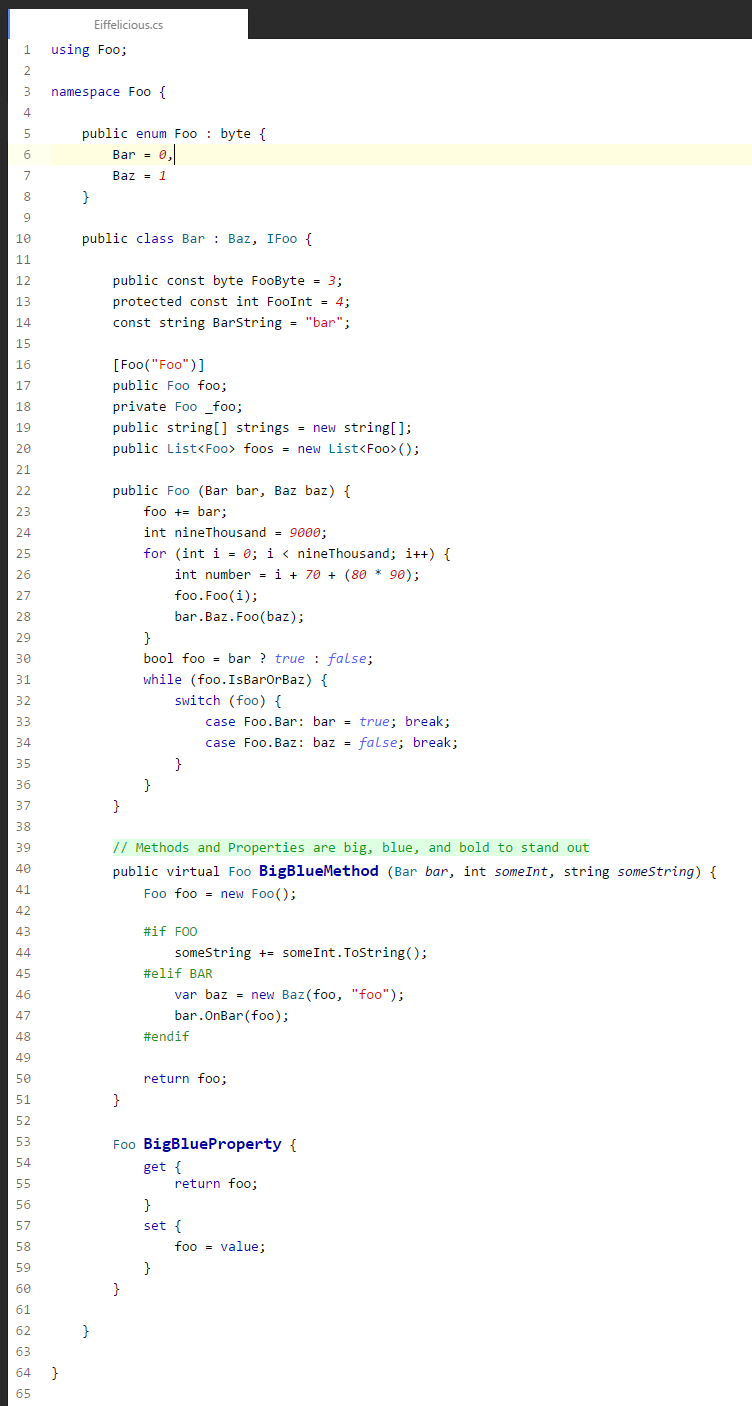 Eiffelicious.cs
1 using Foo;
2
3 namespace Foo {
4
5     public enum Foo : byte {
6         Bar = 0,
7         Baz = 1
8     }
9
10     public class Bar : Baz, IFoo {
11
12         public const byte FooByte = 3;
13         protected const int FooInt = 4;
14         const string BarString = "bar";
15
16         [Foo("Foo")]
17         public Foo foo;
18         private Foo _foo;
19         public string[] strings = new string[];
20         public List<Foo> foos = new List<Foo>();
21
22         public Foo (Bar bar, Baz baz) {
23             foo += bar;
24             int nineThousand = 9000;
25             for (int i = 0; i < nineThousand; i++) {
26                 int number = i + 70 + (80 * 90);
27                 foo.Foo(i);
28                 bar.Baz.Foo(baz);
29             }
30             bool foo = bar ? true : false;
31             while (foo.IsBarOrBaz) {
32                 switch (foo) {
33                     case Foo.Bar: bar = true; break;
34                     case Foo.Baz: baz = false; break;
35                 }
36             }
37         }
38
39         // Methods and Properties are big, blue, and bold to stand out
40         public virtual Foo BigBlueMethod (Bar bar, int someInt, string someString) {
41             Foo foo = new Foo();
42
43             #if FOO
44                 someString += someInt.ToString();
45             #elif BAR
46                 var baz = new Baz(foo, "foo");
47                 bar.OnBar(foo);
48             #endif
49
50             return foo;
51         }
52
53         Foo BigBlueProperty {
54             get {
55                 return foo;
56             }
57             set {
58                 foo = value;
59             }
60         }
61
62     }
63
64 }
65